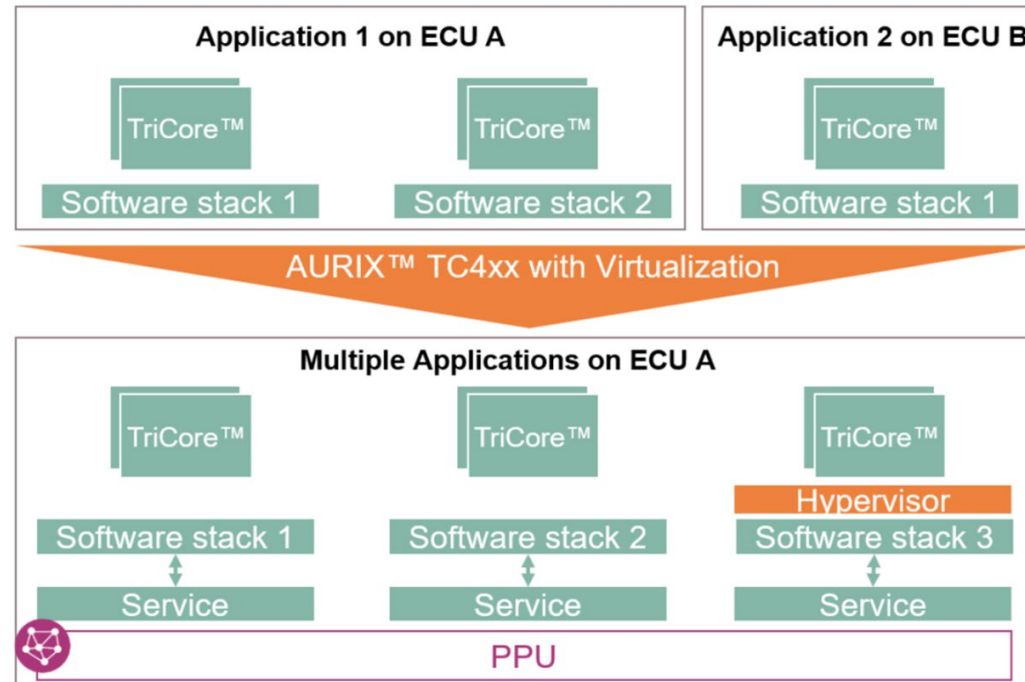 Application 1 on ECU A
Application 2 on ECU B
TriCore™
TriCore™
TriCore™
Software stack 1
Software stack 2
Software stack 1
AURIX™ TC4xx with Virtualization
Multiple Applications on ECU A
TriCore™
TriCore™
TriCore™
Hypervisor
Software stack 1
Software stack 2
Software stack 3
Service
Service
Service
PPU